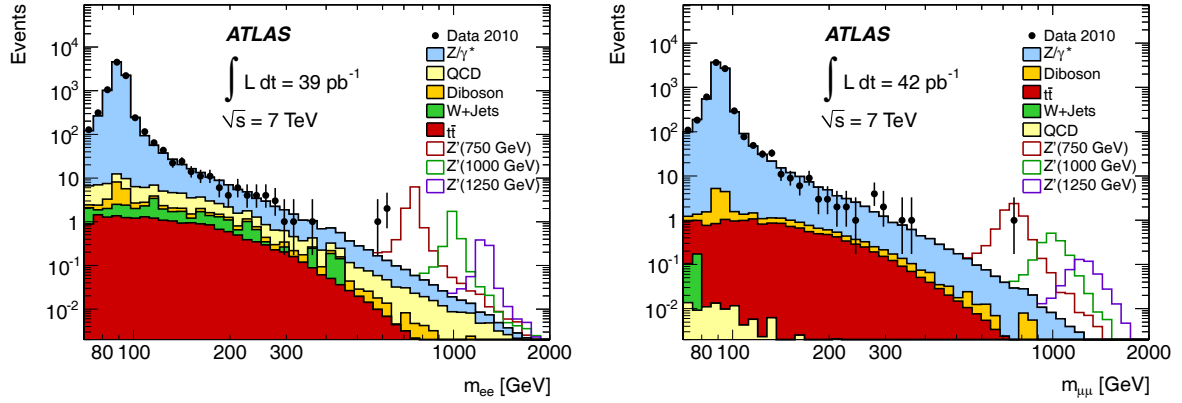 Events
10⁴
10³
10²
10
1
10⁻¹
10⁻²
ATLAS
∫ L dt = 39 pb⁻¹
√s = 7 TeV
Data 2010
Z/γ*
QCD
Diboson
W+Jets
tt̄
Z'(750 GeV)
Z'(1000 GeV)
Z'(1250 GeV)
80 100 200 300 1000 2000
m_ee [GeV]
Events
10⁴
10³
10²
10
1
10⁻¹
10⁻²
ATLAS
∫ L dt = 42 pb⁻¹
√s = 7 TeV
Data 2010
Z/γ*
Diboson
tt̄
W+Jets
QCD
Z'(750 GeV)
Z'(1000 GeV)
Z'(1250 GeV)
80 100 200 300 1000 2000
m_μμ [GeV]